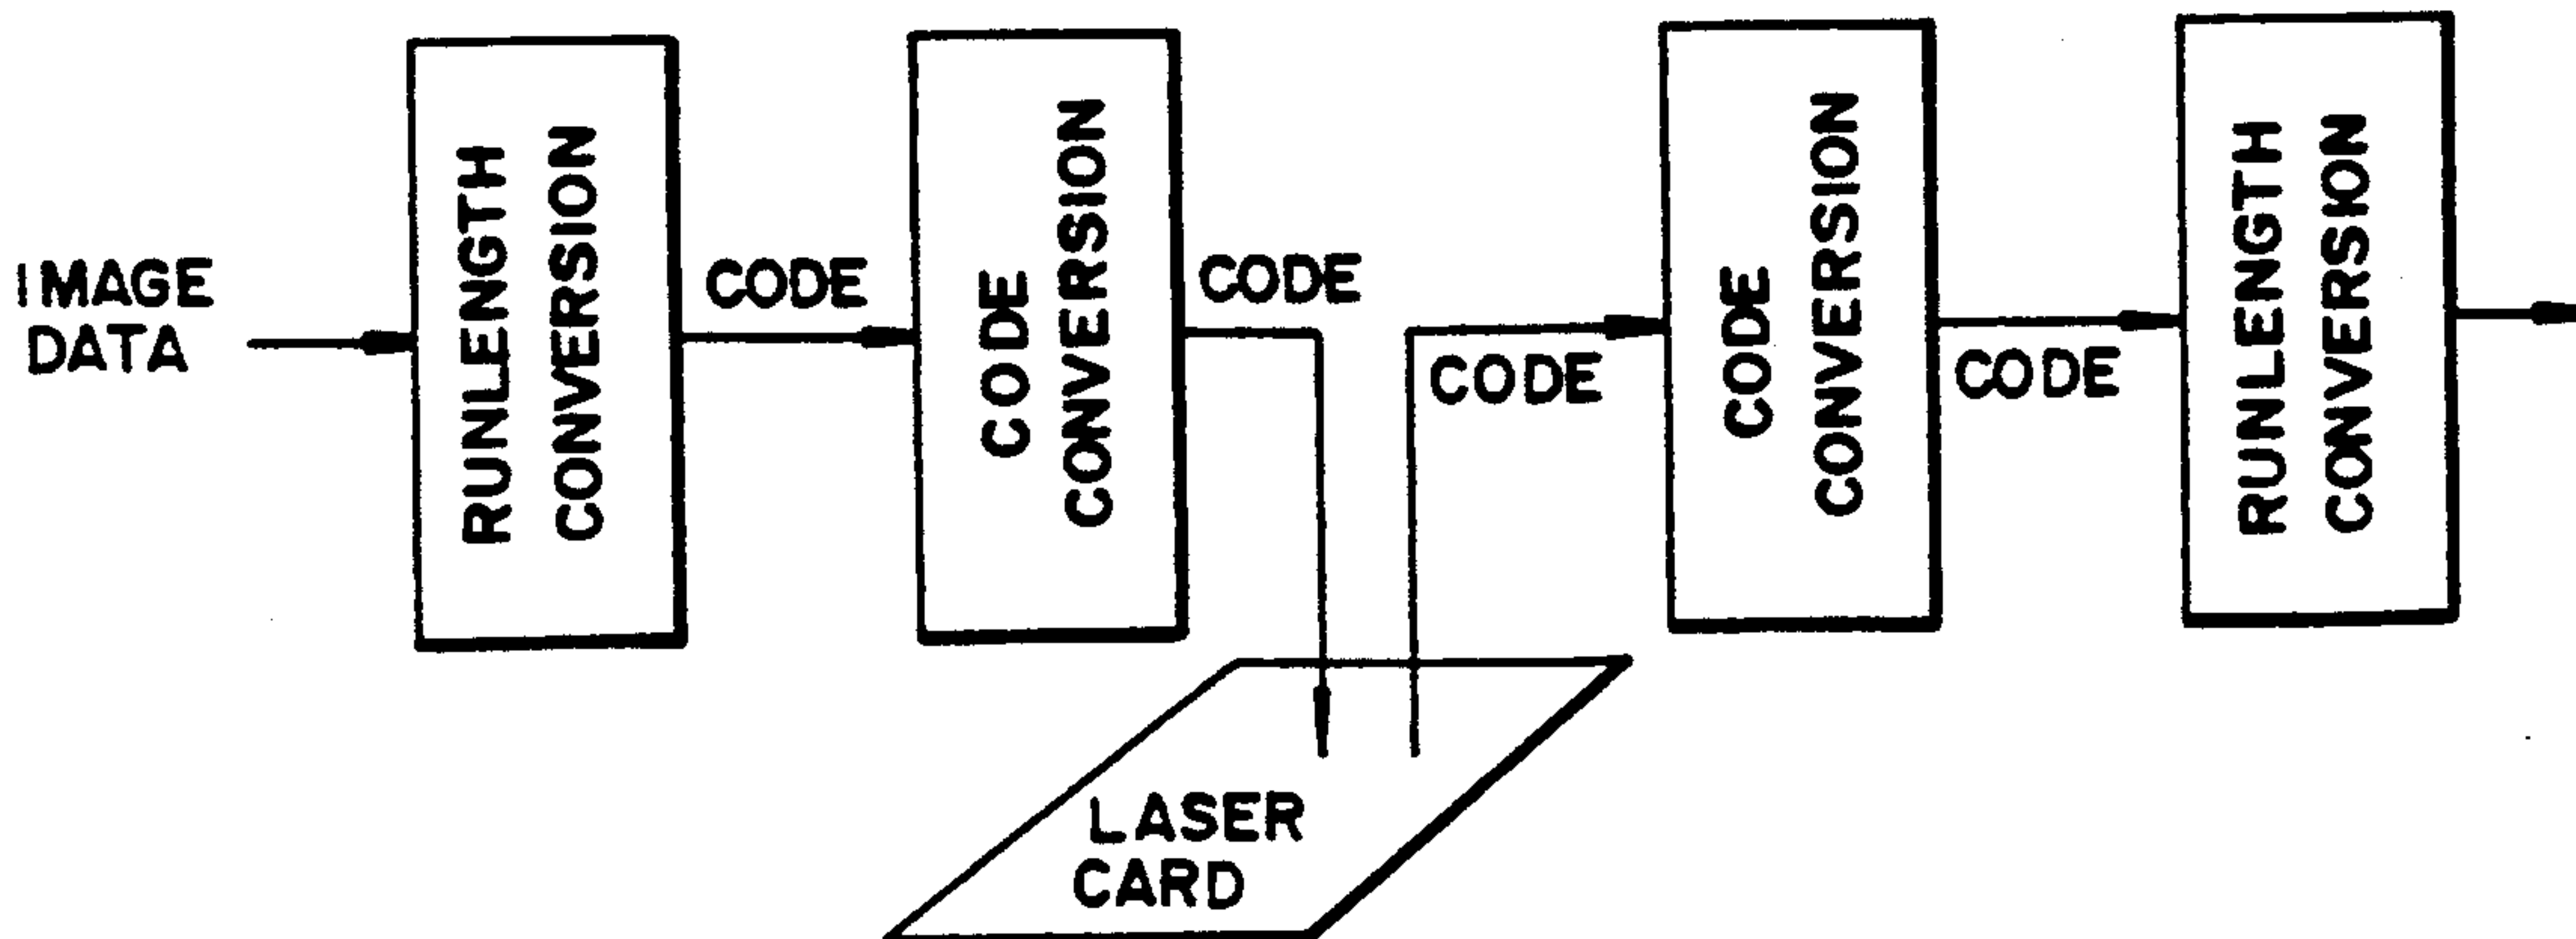 IMAGE
DATA
RUNLENGTH
CONVERSION
CODE
CODE
CONVERSION
CODE
LASER
CARD
CODE
CODE
CONVERSION
CODE
RUNLENGTH
CONVERSION